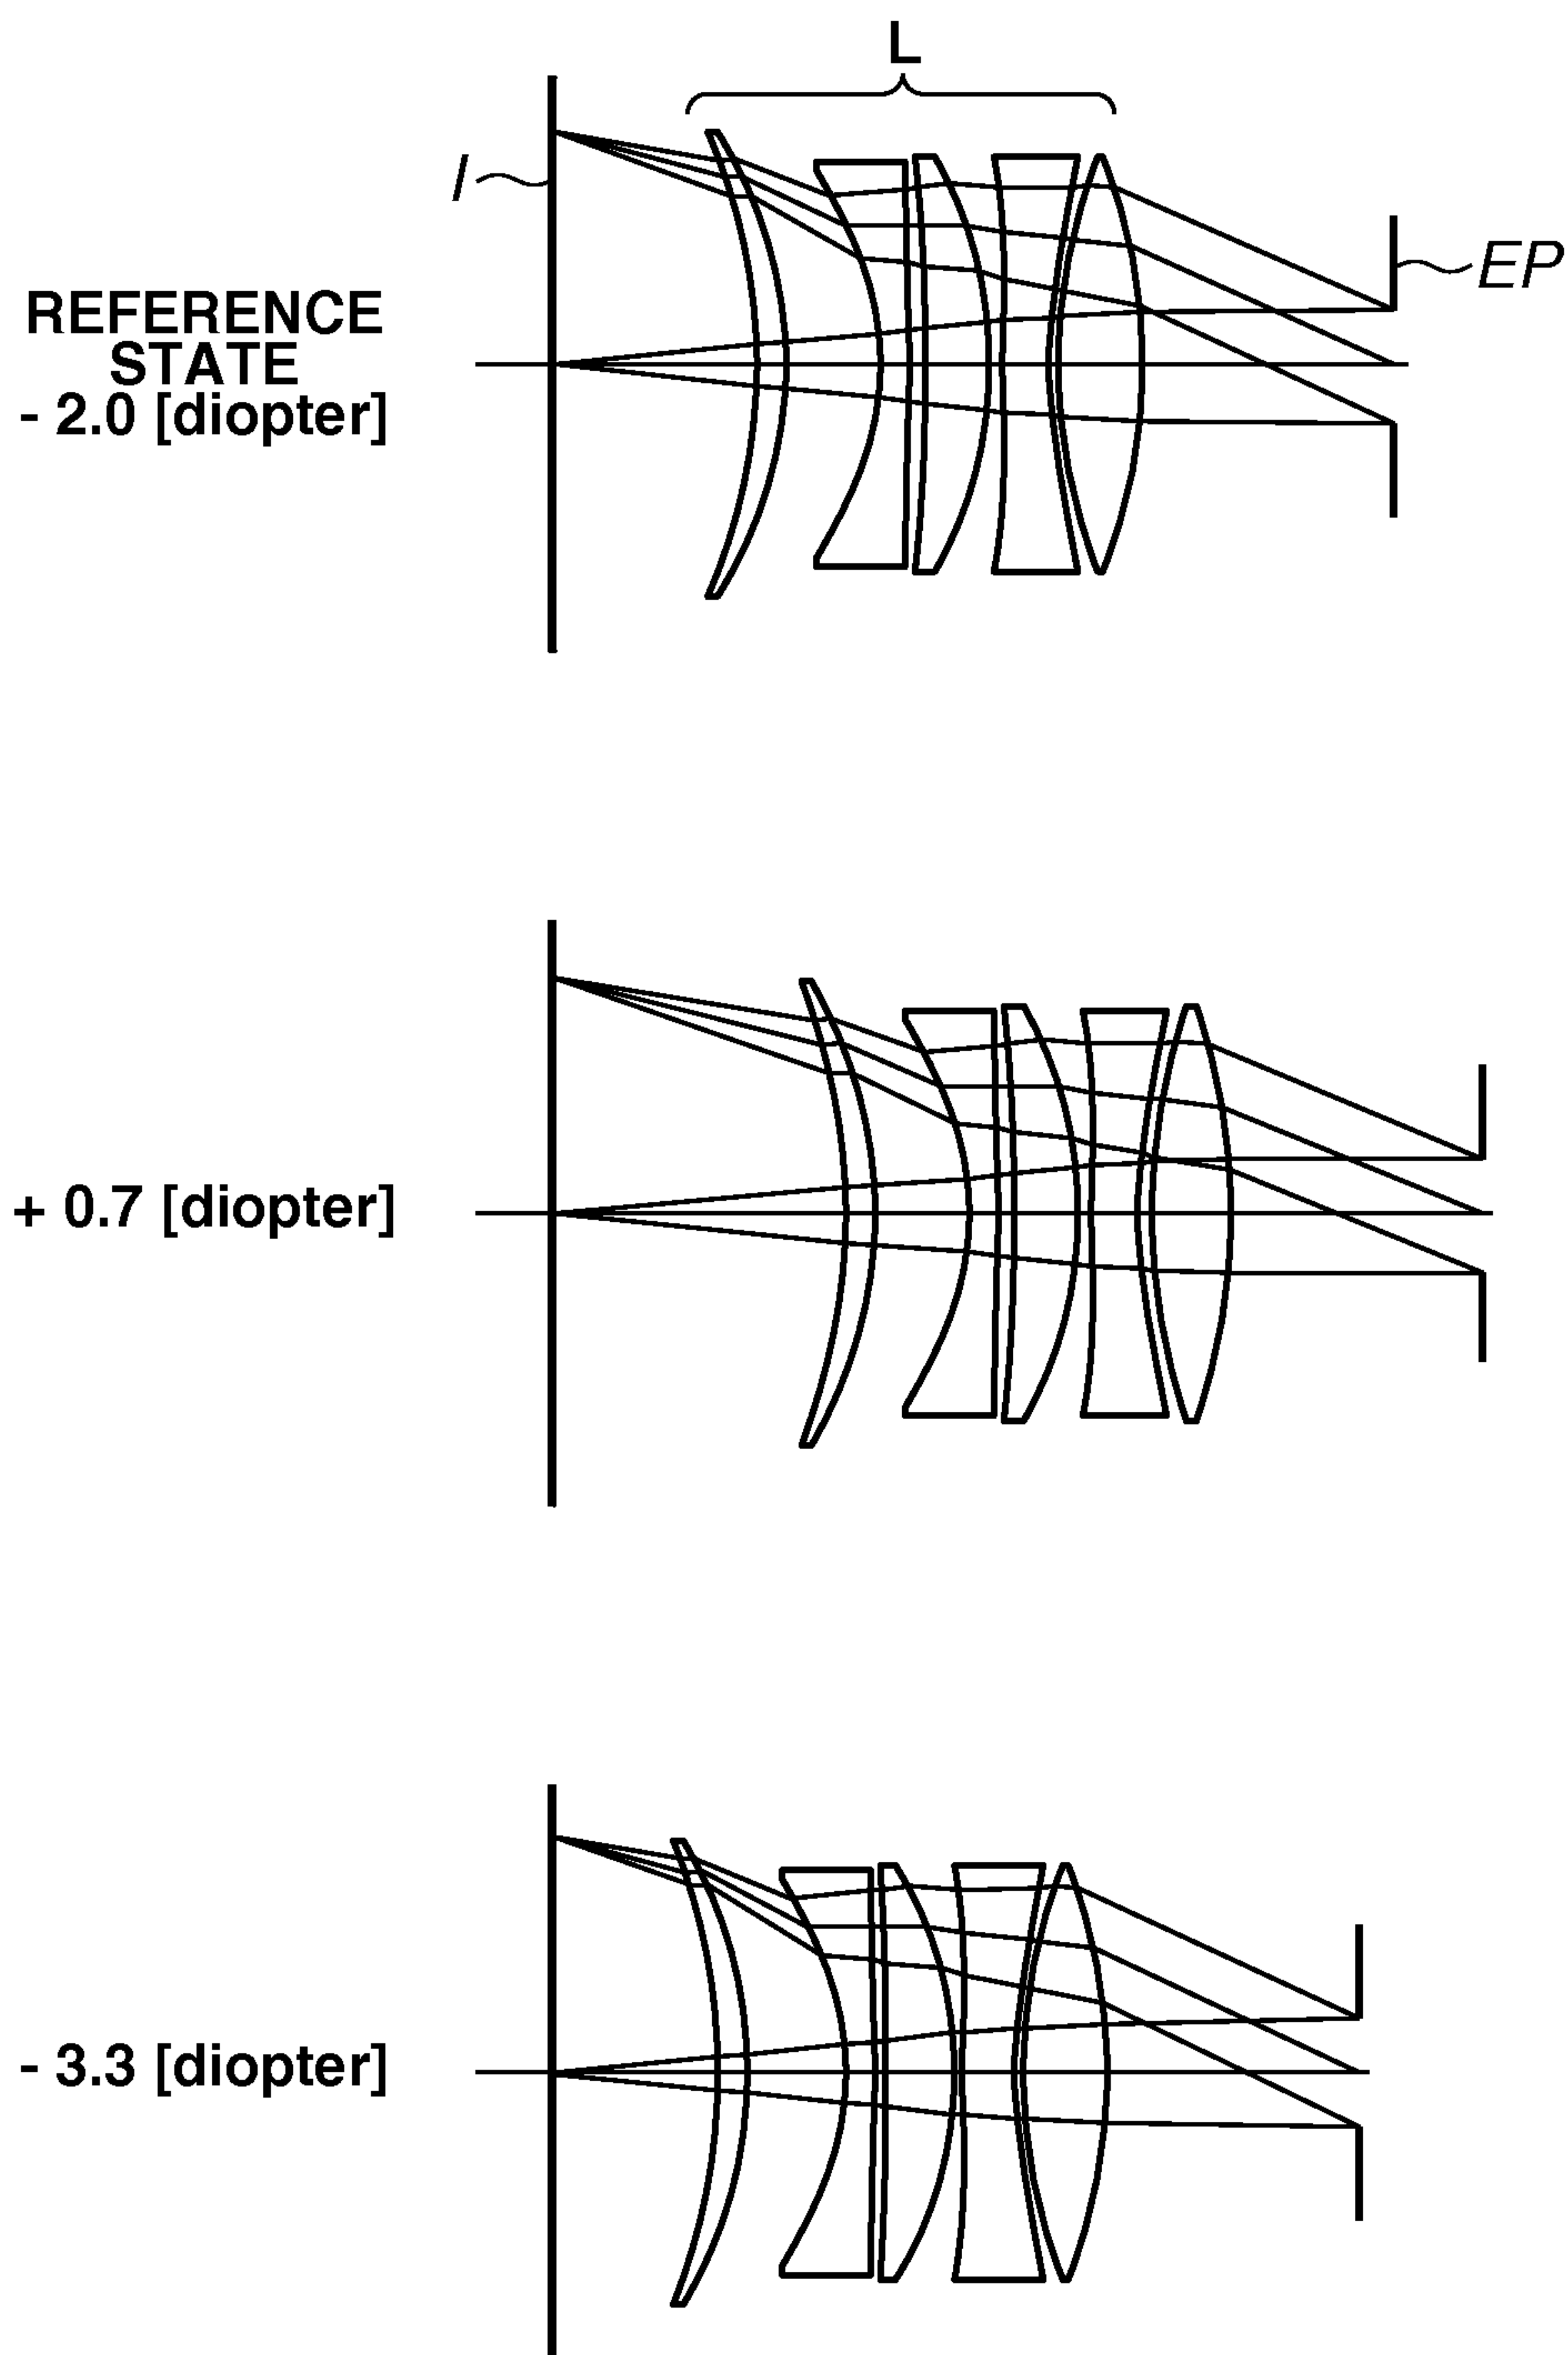 L
I
EP
REFERENCE
STATE
- 2.0 [diopter]
+ 0.7 [diopter]
- 3.3 [diopter]